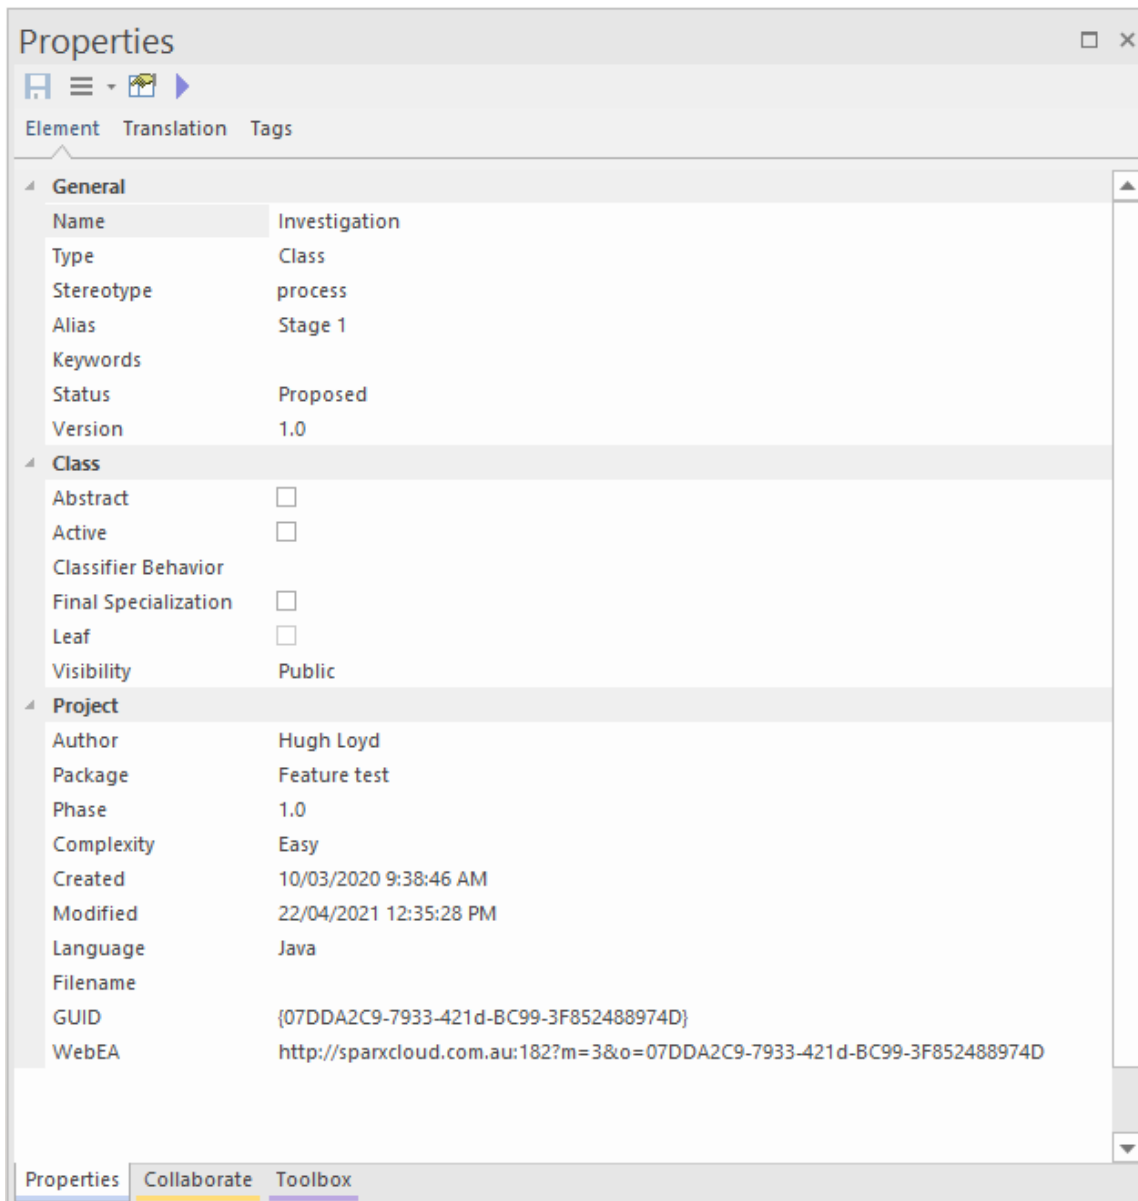 Properties
Element Translation Tags
General
Name Investigation
Type Class
Stereotype process
Alias Stage 1
Keywords
Status Proposed
Version 1.0
Class
Abstract
Active
Classifier Behavior
Final Specialization
Leaf
Visibility Public
Project
Author Hugh Loyd
Package Feature test
Phase 1.0
Complexity Easy
Created 10/03/2020 9:38:46 AM
Modified 22/04/2021 12:35:28 PM
Language Java
Filename
GUID {07DDA2C9-7933-421d-BC99-3F852488974D}
WebEA http://sparxcloud.com.au:182?m=3&o=07DDA2C9-7933-421d-BC99-3F852488974D
Properties Collaborate Toolbox